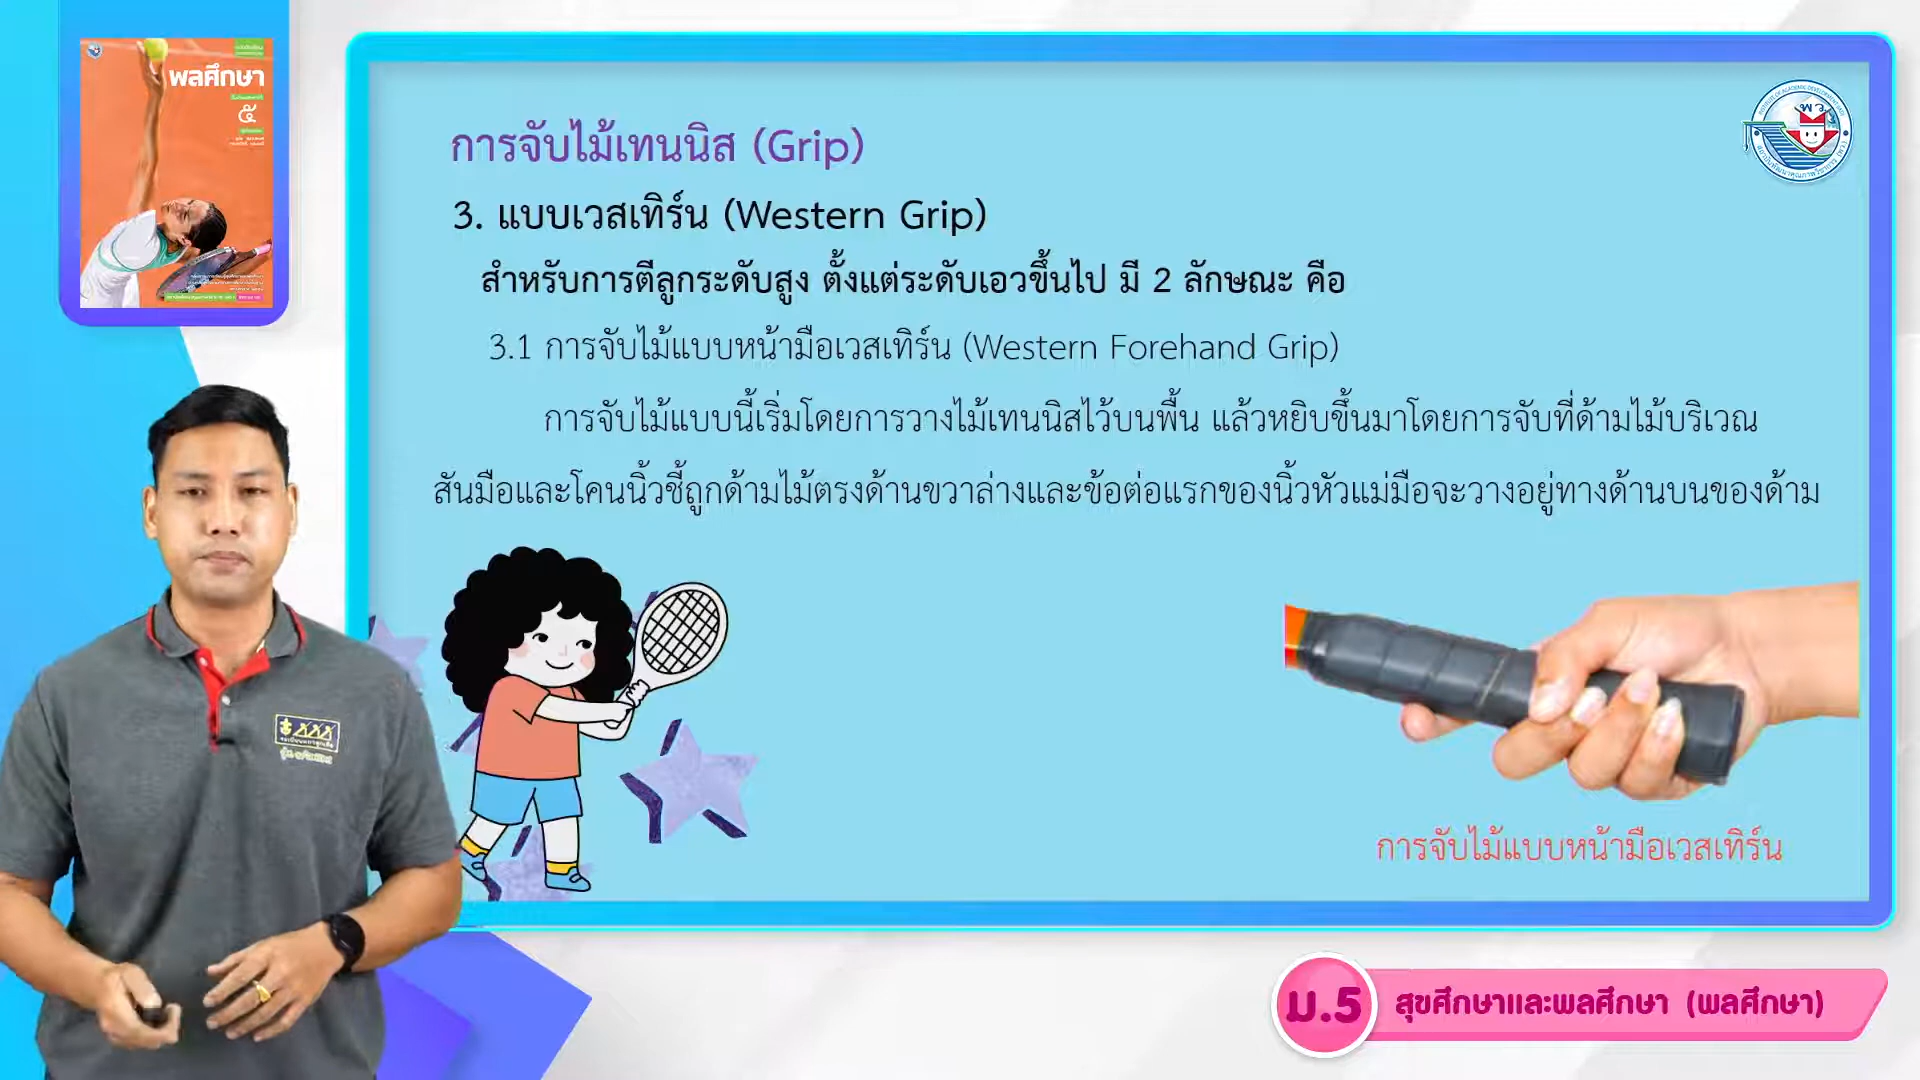 พลศึกษา
๕
การจับไม้เทนนิส (Grip)
3. แบบเวสเทิร์น (Western Grip)
สำหรับการตีลูกระดับสูง ตั้งแต่ระดับเอวขึ้นไป มี 2 ลักษณะ คือ
3.1 การจับไม้แบบหน้ามือเวสเทิร์น (Western Forehand Grip)
การจับไม้แบบนี้เริ่มโดยการวางไม้เทนนิสไว้บนพื้น แล้วหยิบขึ้นมาโดยการจับที่ด้ามไม้บริเวณ
สันมือและโคนนิ้วชี้ถูกด้ามไม้ตรงด้านขวาล่างและข้อต่อแรกของนิ้วหัวแม่มือจะวางอยู่ทางด้านบนของด้าม
การจับไม้แบบหน้ามือเวสเทิร์น
พว
ม.5 สุขศึกษาและพลศึกษา (พลศึกษา)